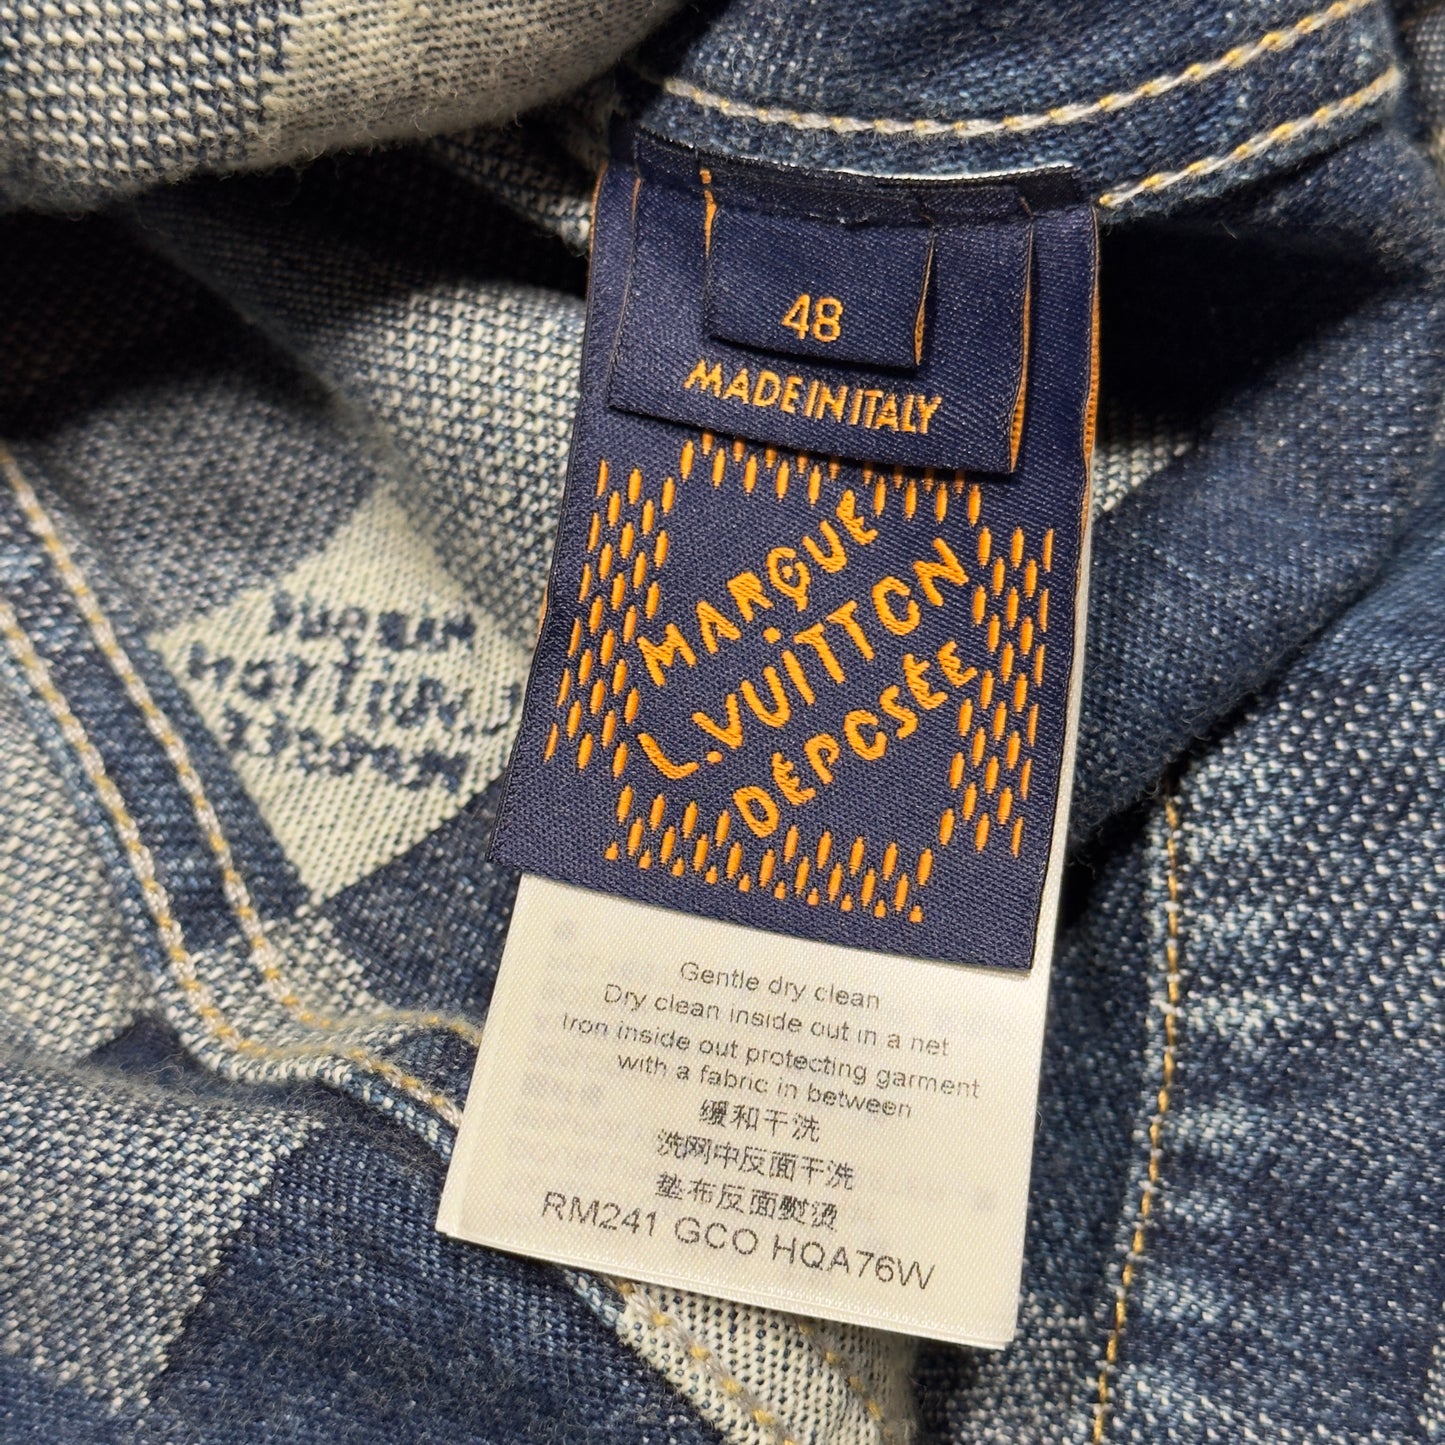 48
MADE IN ITALY
MARQUE
L.VUITTON
DÉPOSÉE
Gentle dry clean
Dry clean inside out in a net
Iron inside out protecting garment
with a fabric in between
缓和干洗
洗网中反面干洗
垫布反面熨烫
RM241 GCO HQA76W